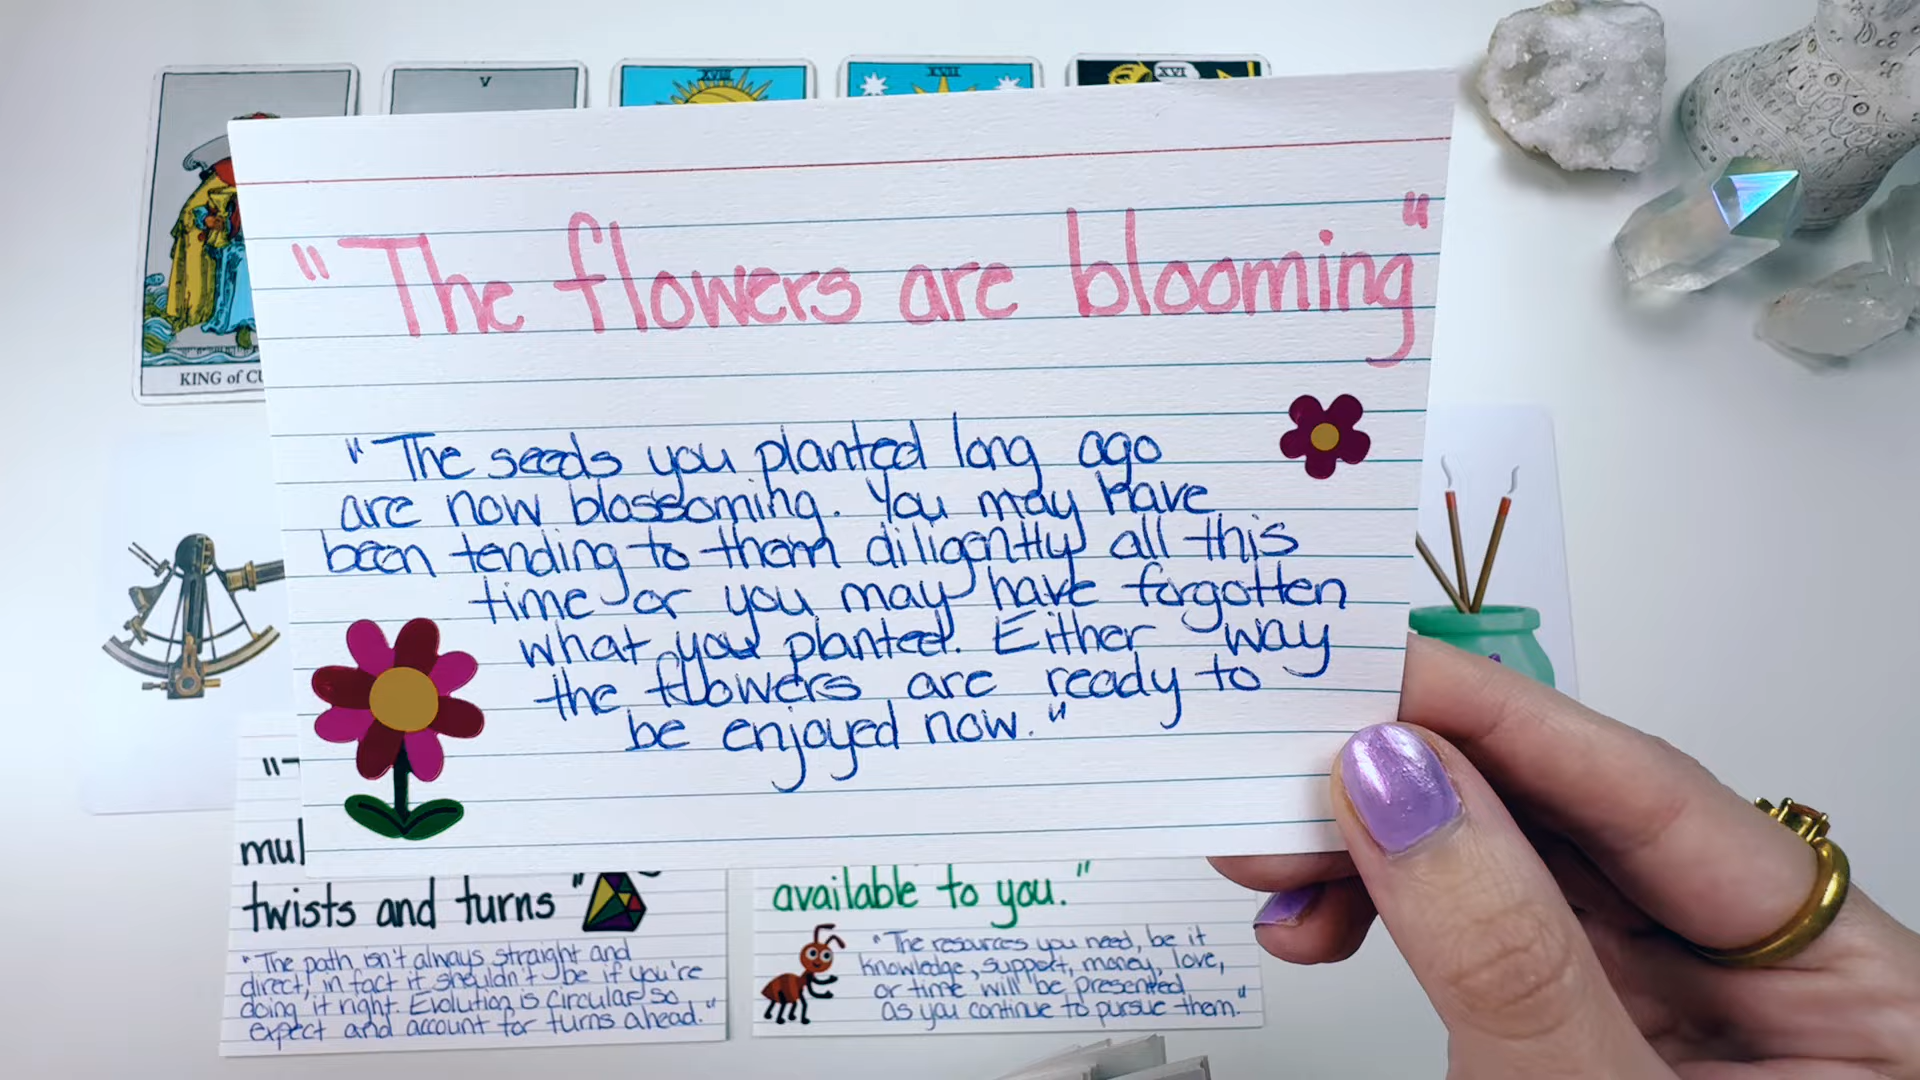 V
XVIII
XVII
XVI
KING of CU
"The flowers are blooming"
"The seeds you planted long ago
are now blossoming. You may have
been tending to them diligently all this
time or you may have forgotten
what you planted. Either way
the flowers are ready to
be enjoyed now."
"T
mul
twists and turns"
"The path isn't always straight and
direct, in fact it shouldn't be if you're
doing it right. Evolution is circular so
expect and account for turns ahead."
available to you."
"The resources you need, be it
knowledge, support, money, love,
or time will be presented
as you continue to pursue them."